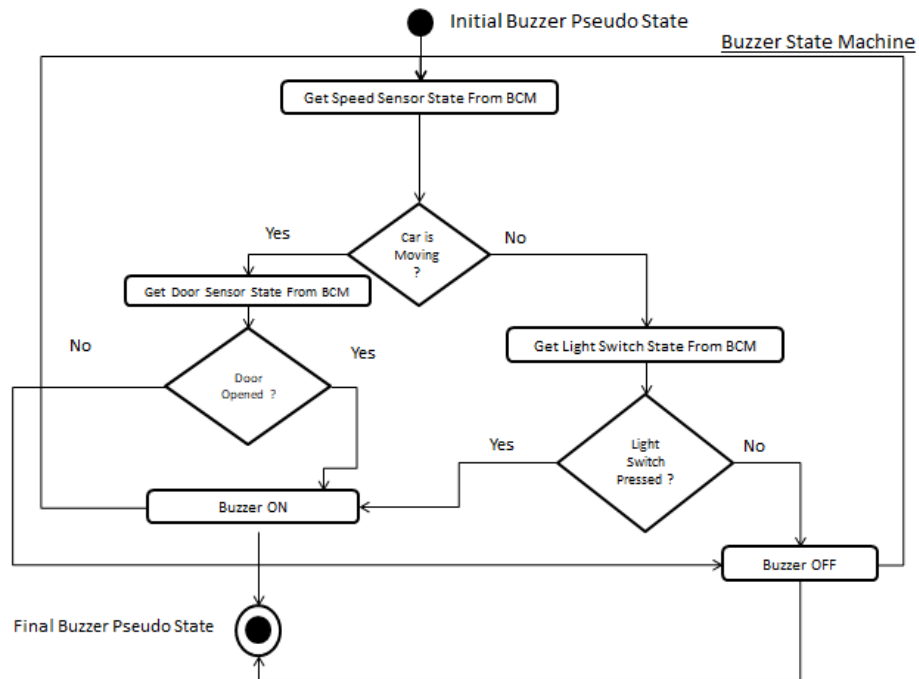 Initial Buzzer Pseudo State
Buzzer State Machine
Get Speed Sensor State From BCM
Yes
Car is
Moving
?
No
Get Door Sensor State From BCM
No
Yes
Get Light Switch State From BCM
Door
Opened ?
Yes
Light
Switch
Pressed ?
No
Buzzer ON
Buzzer OFF
Final Buzzer Pseudo State